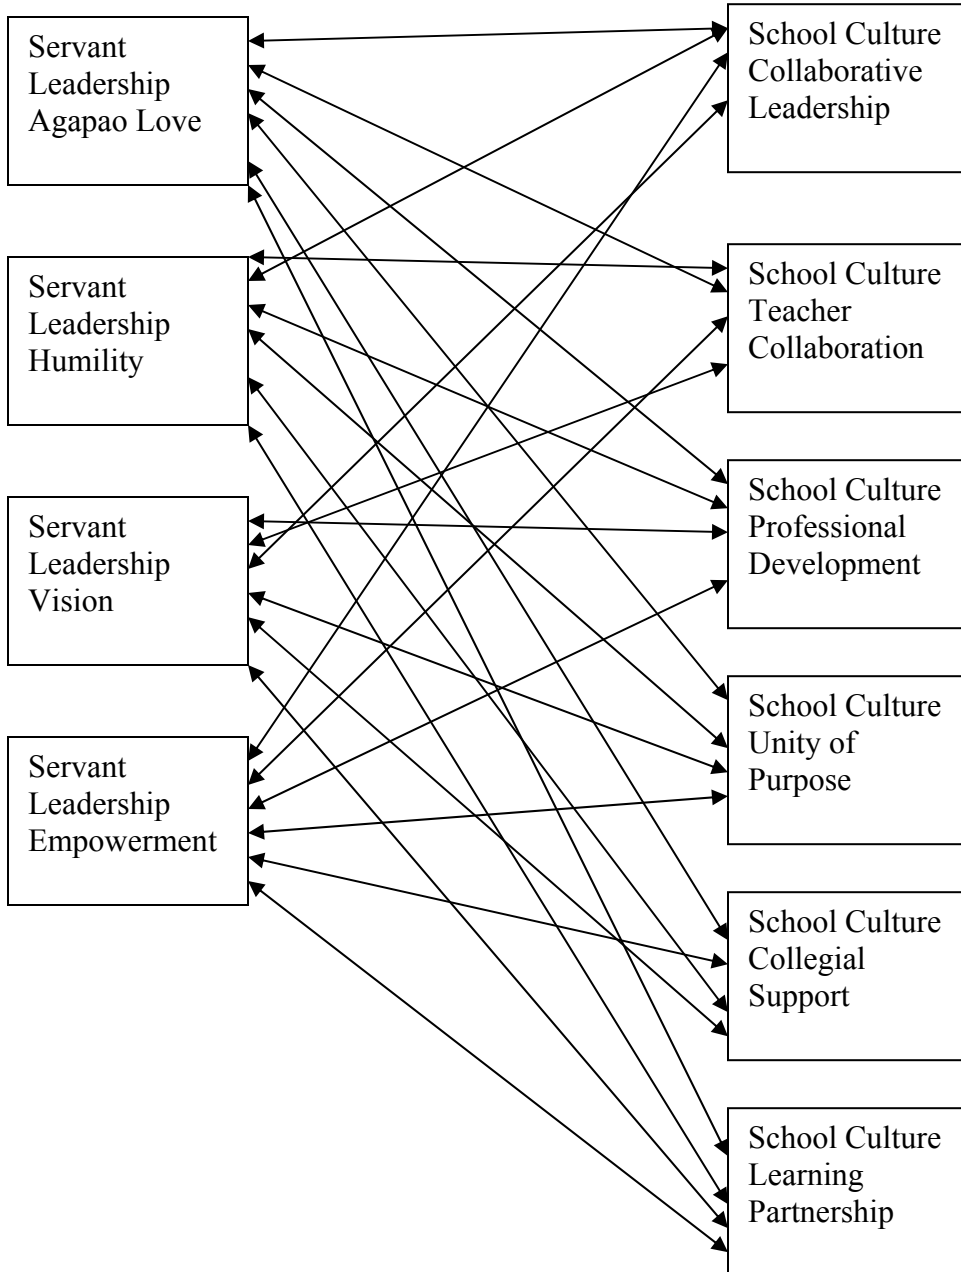 Servant
Leadership
Agapao Love
Servant
Leadership
Humility
Servant
Leadership
Vision
Servant
Leadership
Empowerment
School Culture
Collaborative
Leadership
School Culture
Teacher
Collaboration
School Culture
Professional
Development
School Culture
Unity of
Purpose
School Culture
Collegial
Support
School Culture
Learning
Partnership